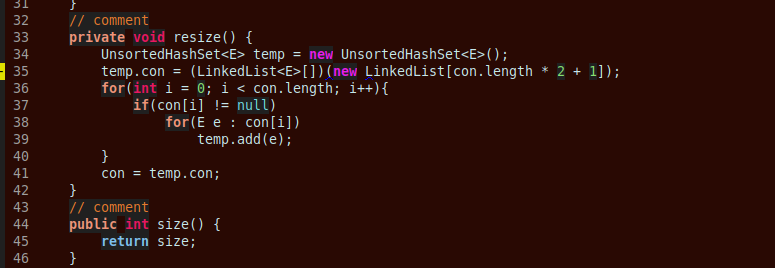 31    }
32    // comment
33    private void resize() {
34        UnsortedHashSet<E> temp = new UnsortedHashSet<E>();
35        temp.con = (LinkedList<E>[])(new LinkedList[con.length * 2 + 1]);
36        for(int i = 0; i < con.length; i++){
37            if(con[i] != null)
38                for(E e : con[i])
39                    temp.add(e);
40        }
41        con = temp.con;
42    }
43    // comment
44    public int size() {
45        return size;
46    }